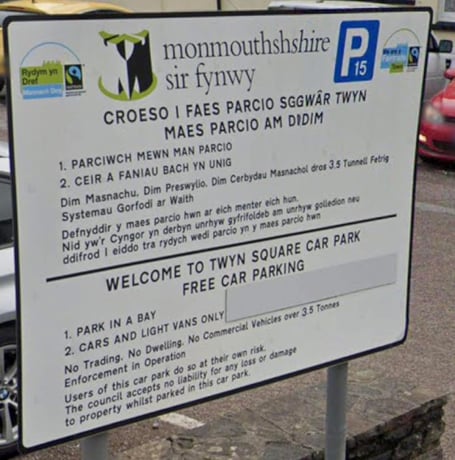 Rydym yn
Dref
Masnach Deg
monmouthshshire
sir fynwy
P
15
Fairtrade
CROESO I FAES PARCIO SGGWÂR TWYN
MAES PARCIO AM DIDIM
1. PARCIWCH MEWN MAN PARCIO
2. CEIR A FANIAU BACH YN UNIG
Dim Masnachu, Dim Preswylio, Dim Cerbydau Masnachol dros 3.5 Tunnell Fetrig
Systemau Gorfodi ar Waith
Defnyddir y maes parcio hwn ar eich menter eich hun.
Nid yw'r Cyngor yn derbyn unrhyw gyfrifoldeb am unrhyw golledion neu
ddifrod i eiddo tra rydych wedi parcio yn y maes parcio hwn
WELCOME TO TWYN SQUARE CAR PARK
FREE CAR PARKING
1. PARK IN A BAY
2. CARS AND LIGHT VANS ONLY
No Trading, No Dwelling, No Commercial Vehicles over 3.5 Tonnes
Enforcement in Operation
Users of this car park do so at their own risk.
The council accepts no liability for any loss or damage
to property whilst parked in this car park.